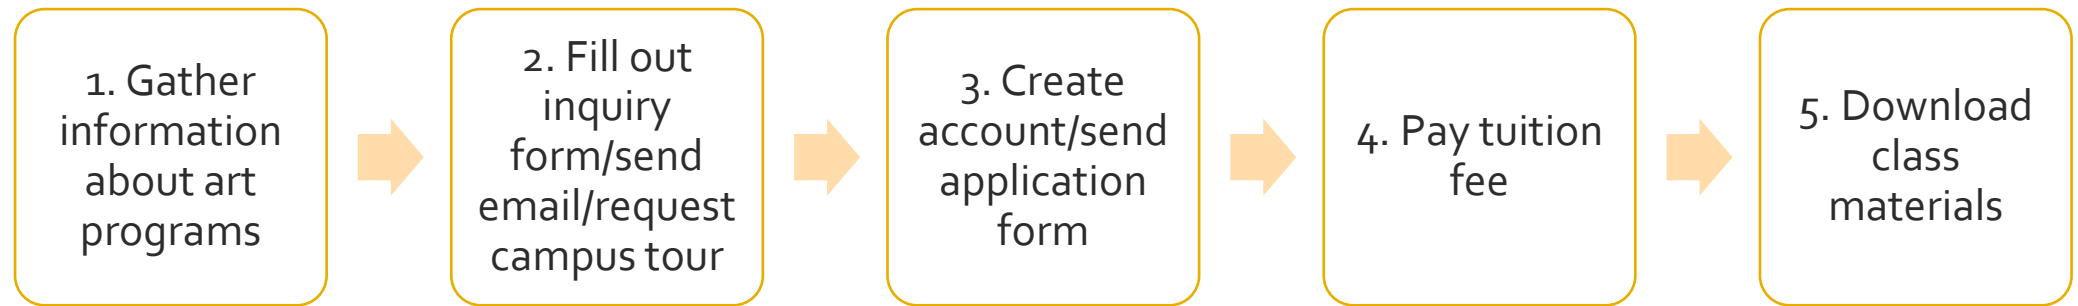 1. Gather
information
about art
programs
2. Fill out
inquiry
form/send
email/request
campus tour
3. Create
account/send
application
form
4. Pay tuition
fee
5. Download
class
materials